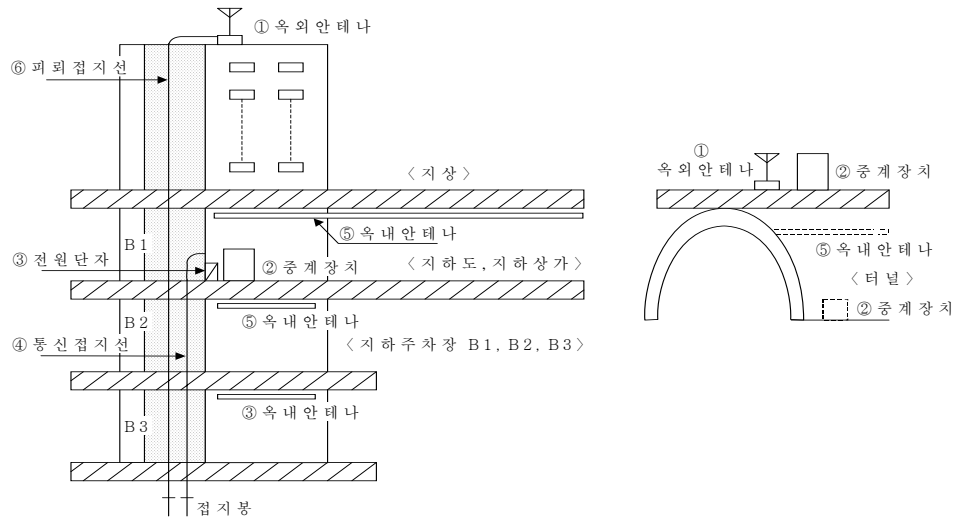 ① 옥외안테나
⑥ 피뢰접지선
〈지상〉
⑤ 옥내안테나
B1
③ 전원단자
② 중계장치
〈지하도, 지하상가〉
B2
⑤ 옥내안테나
④ 통신접지선
〈지하주차장 B1, B2, B3〉
③ 옥내안테나
B3
접지봉
①
옥외안테나
② 중계장치
⑤ 옥내안테나
〈터널〉
② 중계장치